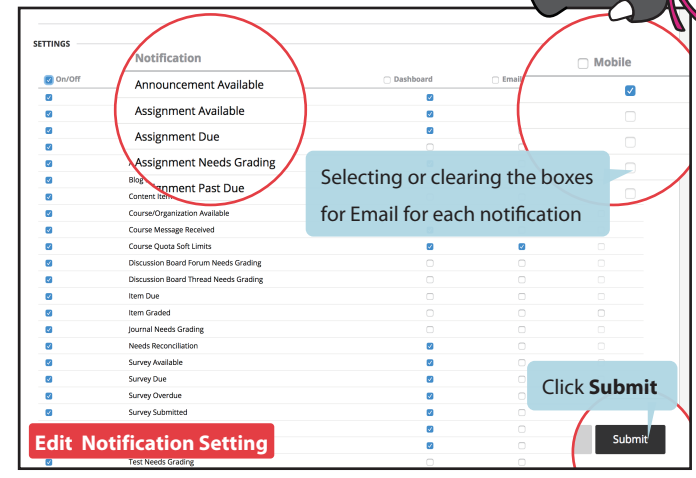 SETTINGS
Notification
Mobile
On/Off
Dashboard
Email
Announcement Available
Assignment Available
Assignment Due
Assignment Needs Grading
Blog
Assignment Past Due
Content Item
Selecting or clearing the boxes
for Email for each notification
Course/Organization Available
Course Message Received
Course Quota Soft Limits
Discussion Board Forum Needs Grading
Discussion Board Thread Needs Grading
Item Due
Item Graded
Journal Needs Grading
Needs Reconciliation
Survey Available
Survey Due
Survey Overdue
Survey Submitted
Click Submit
Edit Notification Setting
Submit
Test Needs Grading